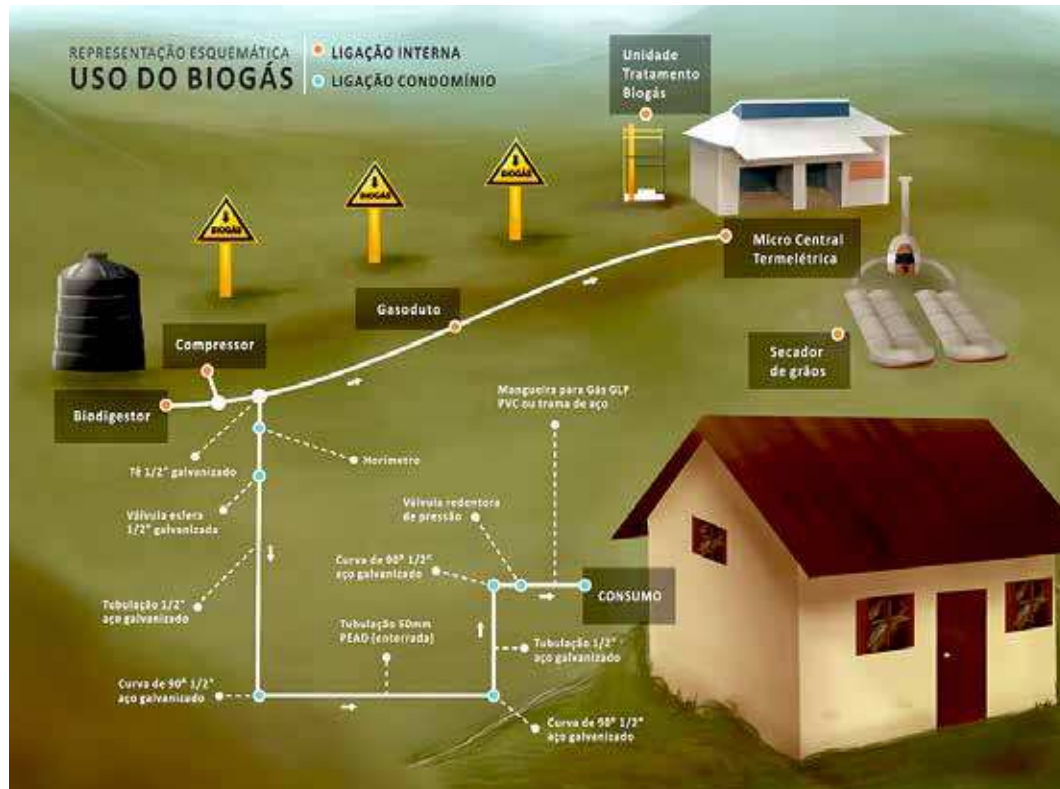 REPRESENTAÇÃO ESQUEMÁTICA
USO DO BIOGÁS
LIGAÇÃO INTERNA
LIGAÇÃO CONDOMÍNIO
Unidade
Tratamento
Biogás
BIOGÁS
BIOGÁS
BIOGÁS
Micro Central
Termelétrica
Gasoduto
Compressor
Secador
de grãos
Biodigestor
Mangueira para Gás GLP
PVC ou trama de aço
Tê 1/2" galvanizado
Horímetro
Válvula esfera
1/2" galvanizada
Válvula redentora
de pressão
Curva de 90º 1/2"
aço galvanizado
CONSUMO
Tubulação 1/2"
aço galvanizado
Tubulação 50mm
PEAD (enterrada)
Tubulação 1/2"
aço galvanizado
Curva de 90º 1/2"
aço galvanizado
Curva de 90º 1/2"
aço galvanizado